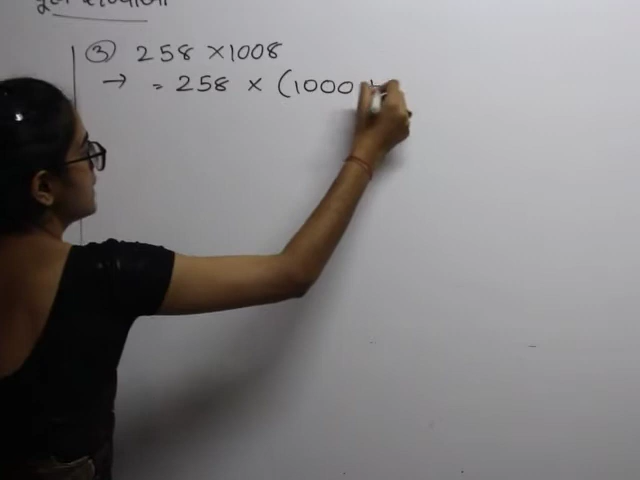 ③ 258 ×1008
→ = 258 × (1000 +